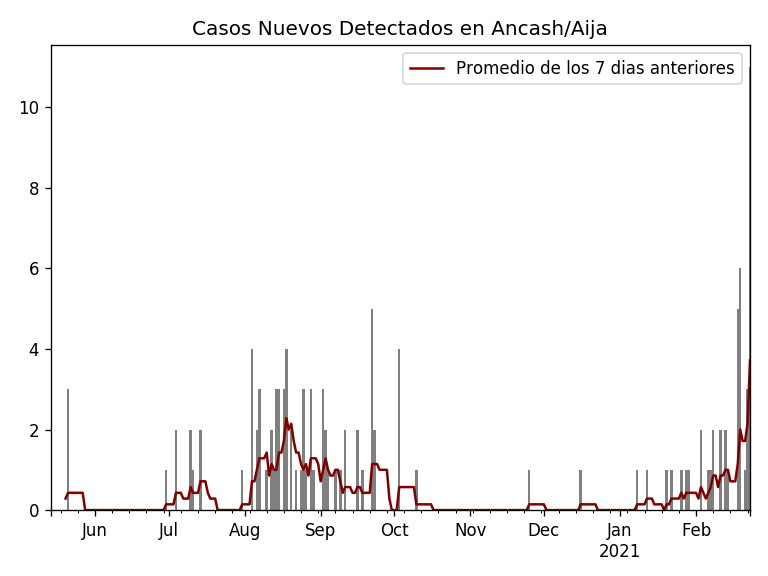 Casos Nuevos Detectados en Ancash/Aija
Promedio de los 7 dias anteriores
10
8
6
4
2
0
Jun Jul Aug Sep Oct Nov Dec Jan Feb
2021